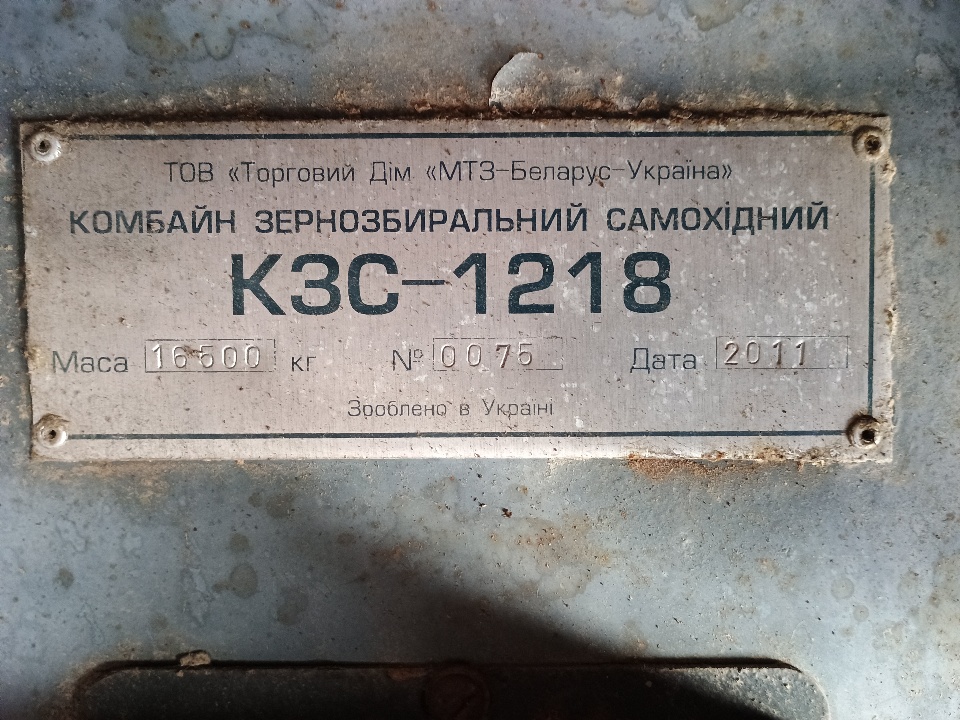 ТОВ «Торговий Дім «МТЗ-Беларус-Україна»
КОМБАЙН ЗЕРНОЗБИРАЛЬНИЙ САМОХІДНИЙ
КЗС-1218
Маса 16500 кг № 0075 Дата 2011
Зроблено в Україні